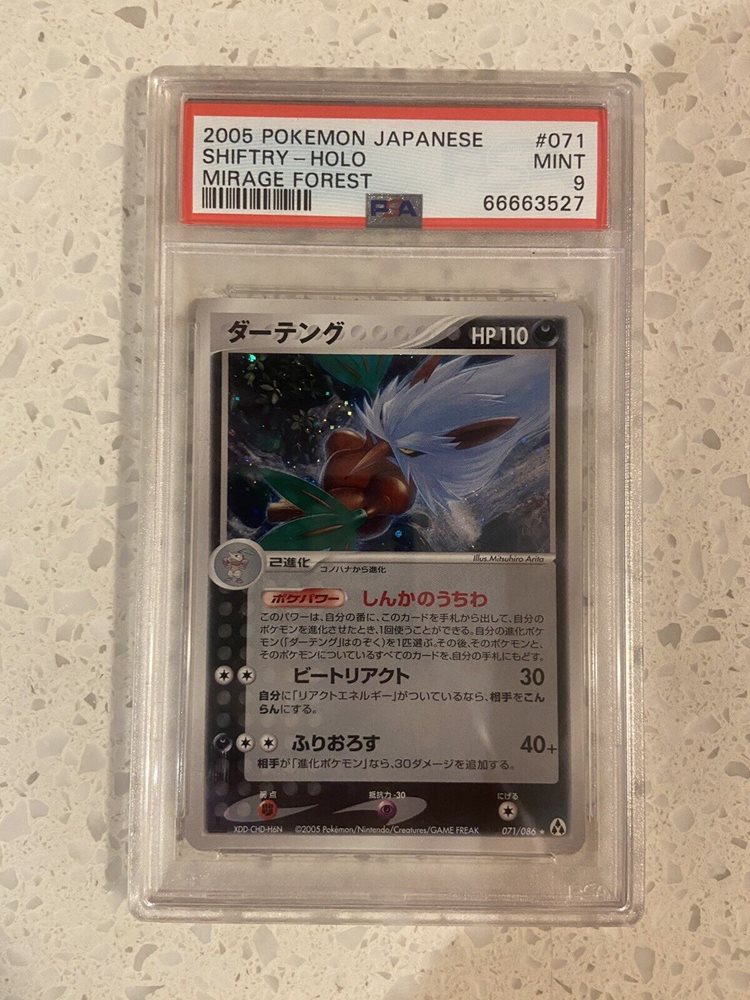 2005 POKEMON JAPANESE #071
SHIFTRY – HOLO MINT
MIRAGE FOREST 9
PSA 66663527
ダーテング HP110
Illus.Mitsuhiro Arita
2進化 コノハナから進化
ポケパワー しんかのうちわ
このパワーは、自分の番に、このカードを手札から出して、自分の
ポケモンを進化させたとき、1回使うことができる。自分の進化ポケ
モン(「ダーテング」はのぞく)を1匹選ぶ。その後、そのポケモンと、
そのポケモンについているすべてのカードを、自分の手札にもどす。
ビートリアクト 30
自分に「リアクトエネルギー」がついているなら、相手をこん
らんにする。
ふりおろす 40+
相手が「進化ポケモン」なら、30ダメージを追加する。
弱点 抵抗力 -30 にげる
XDD-CHD-H6N ©2005 Pokémon/Nintendo/Creatures/GAME FREAK 071/086 ★